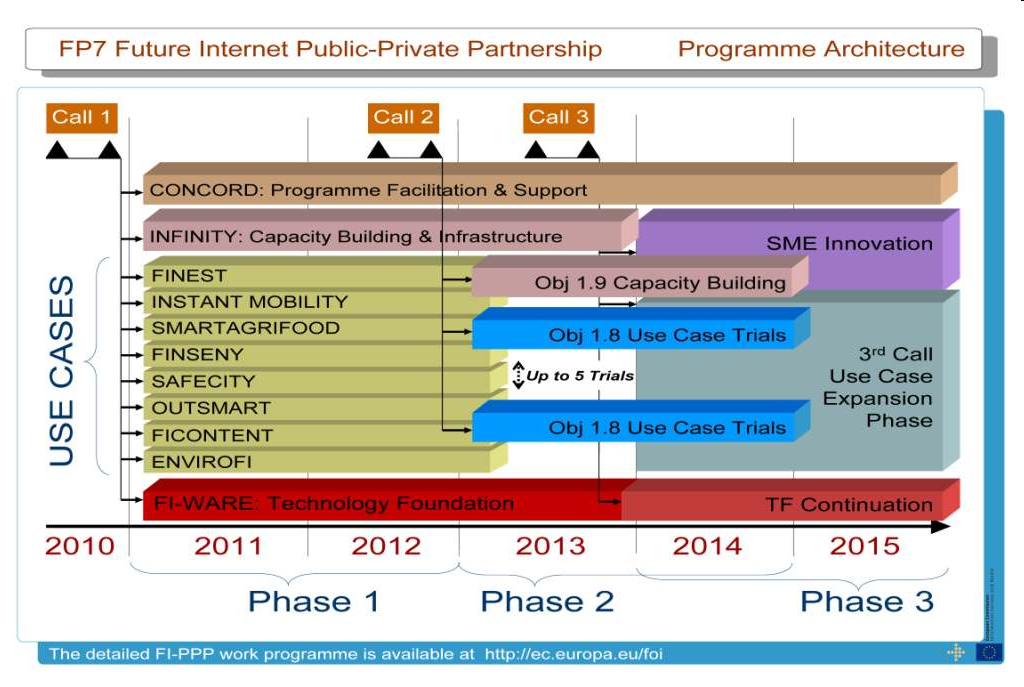 FP7 Future Internet Public-Private Partnership Programme Architecture
Call 1
Call 2
Call 3
CONCORD: Programme Facilitation & Support
INFINITY: Capacity Building & Infrastructure
SME Innovation
USE CASES
FINEST
Obj 1.9 Capacity Building
INSTANT MOBILITY
SMARTAGRIFOOD
Obj 1.8 Use Case Trials
FINSENY
SAFECITY
Up to 5 Trials
3rd Call
Use Case
Expansion
Phase
OUTSMART
FICONTENT
Obj 1.8 Use Case Trials
ENVIROFI
FI-WARE: Technology Foundation
TF Continuation
2010
2011
2012
2013
2014
2015
Phase 1
Phase 2
Phase 3
The detailed FI-PPP work programme is available at http://ec.europa.eu/foi